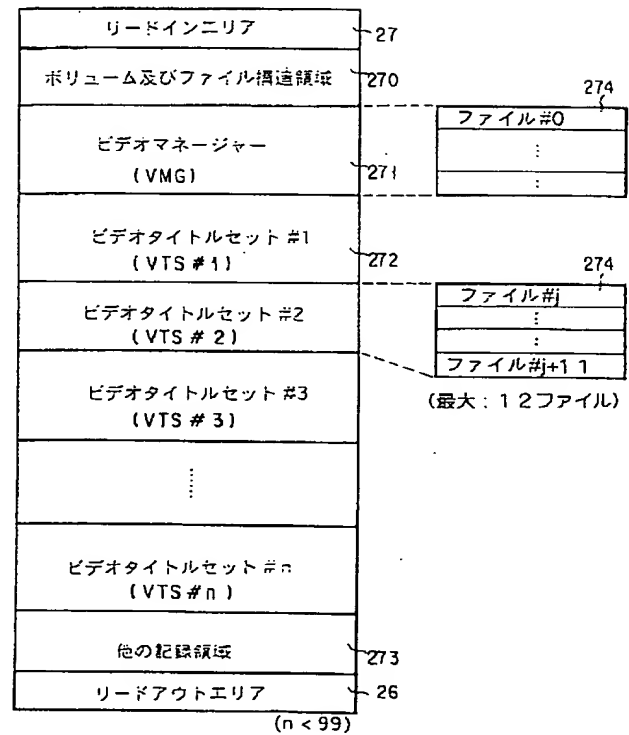 リードインエリア
27
ボリューム及びファイル構造領域
270
274
ファイル#0
ビデオマネージャー
(VMG)
271
ビデオタイトルセット#1
(VTS#1)
272
274
ファイル#j
ビデオタイトルセット#2
(VTS#2)
ファイル#j+11
(最大:12ファイル)
ビデオタイトルセット#3
(VTS#3)
ビデオタイトルセット#n
(VTS#n)
他の記録領域
273
リードアウトエリア
26
(n<99)